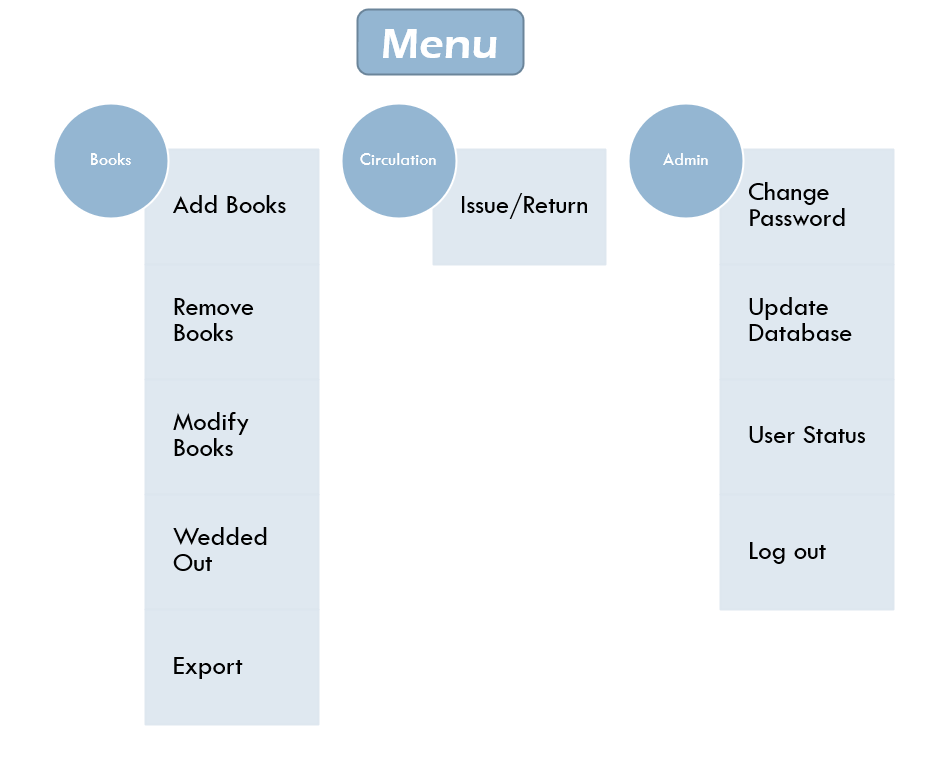 Menu
Books
Add Books
Remove
Books
Modify
Books
Wedded
Out
Export
Circulation
Issue/Return
Admin
Change
Password
Update
Database
User Status
Log out